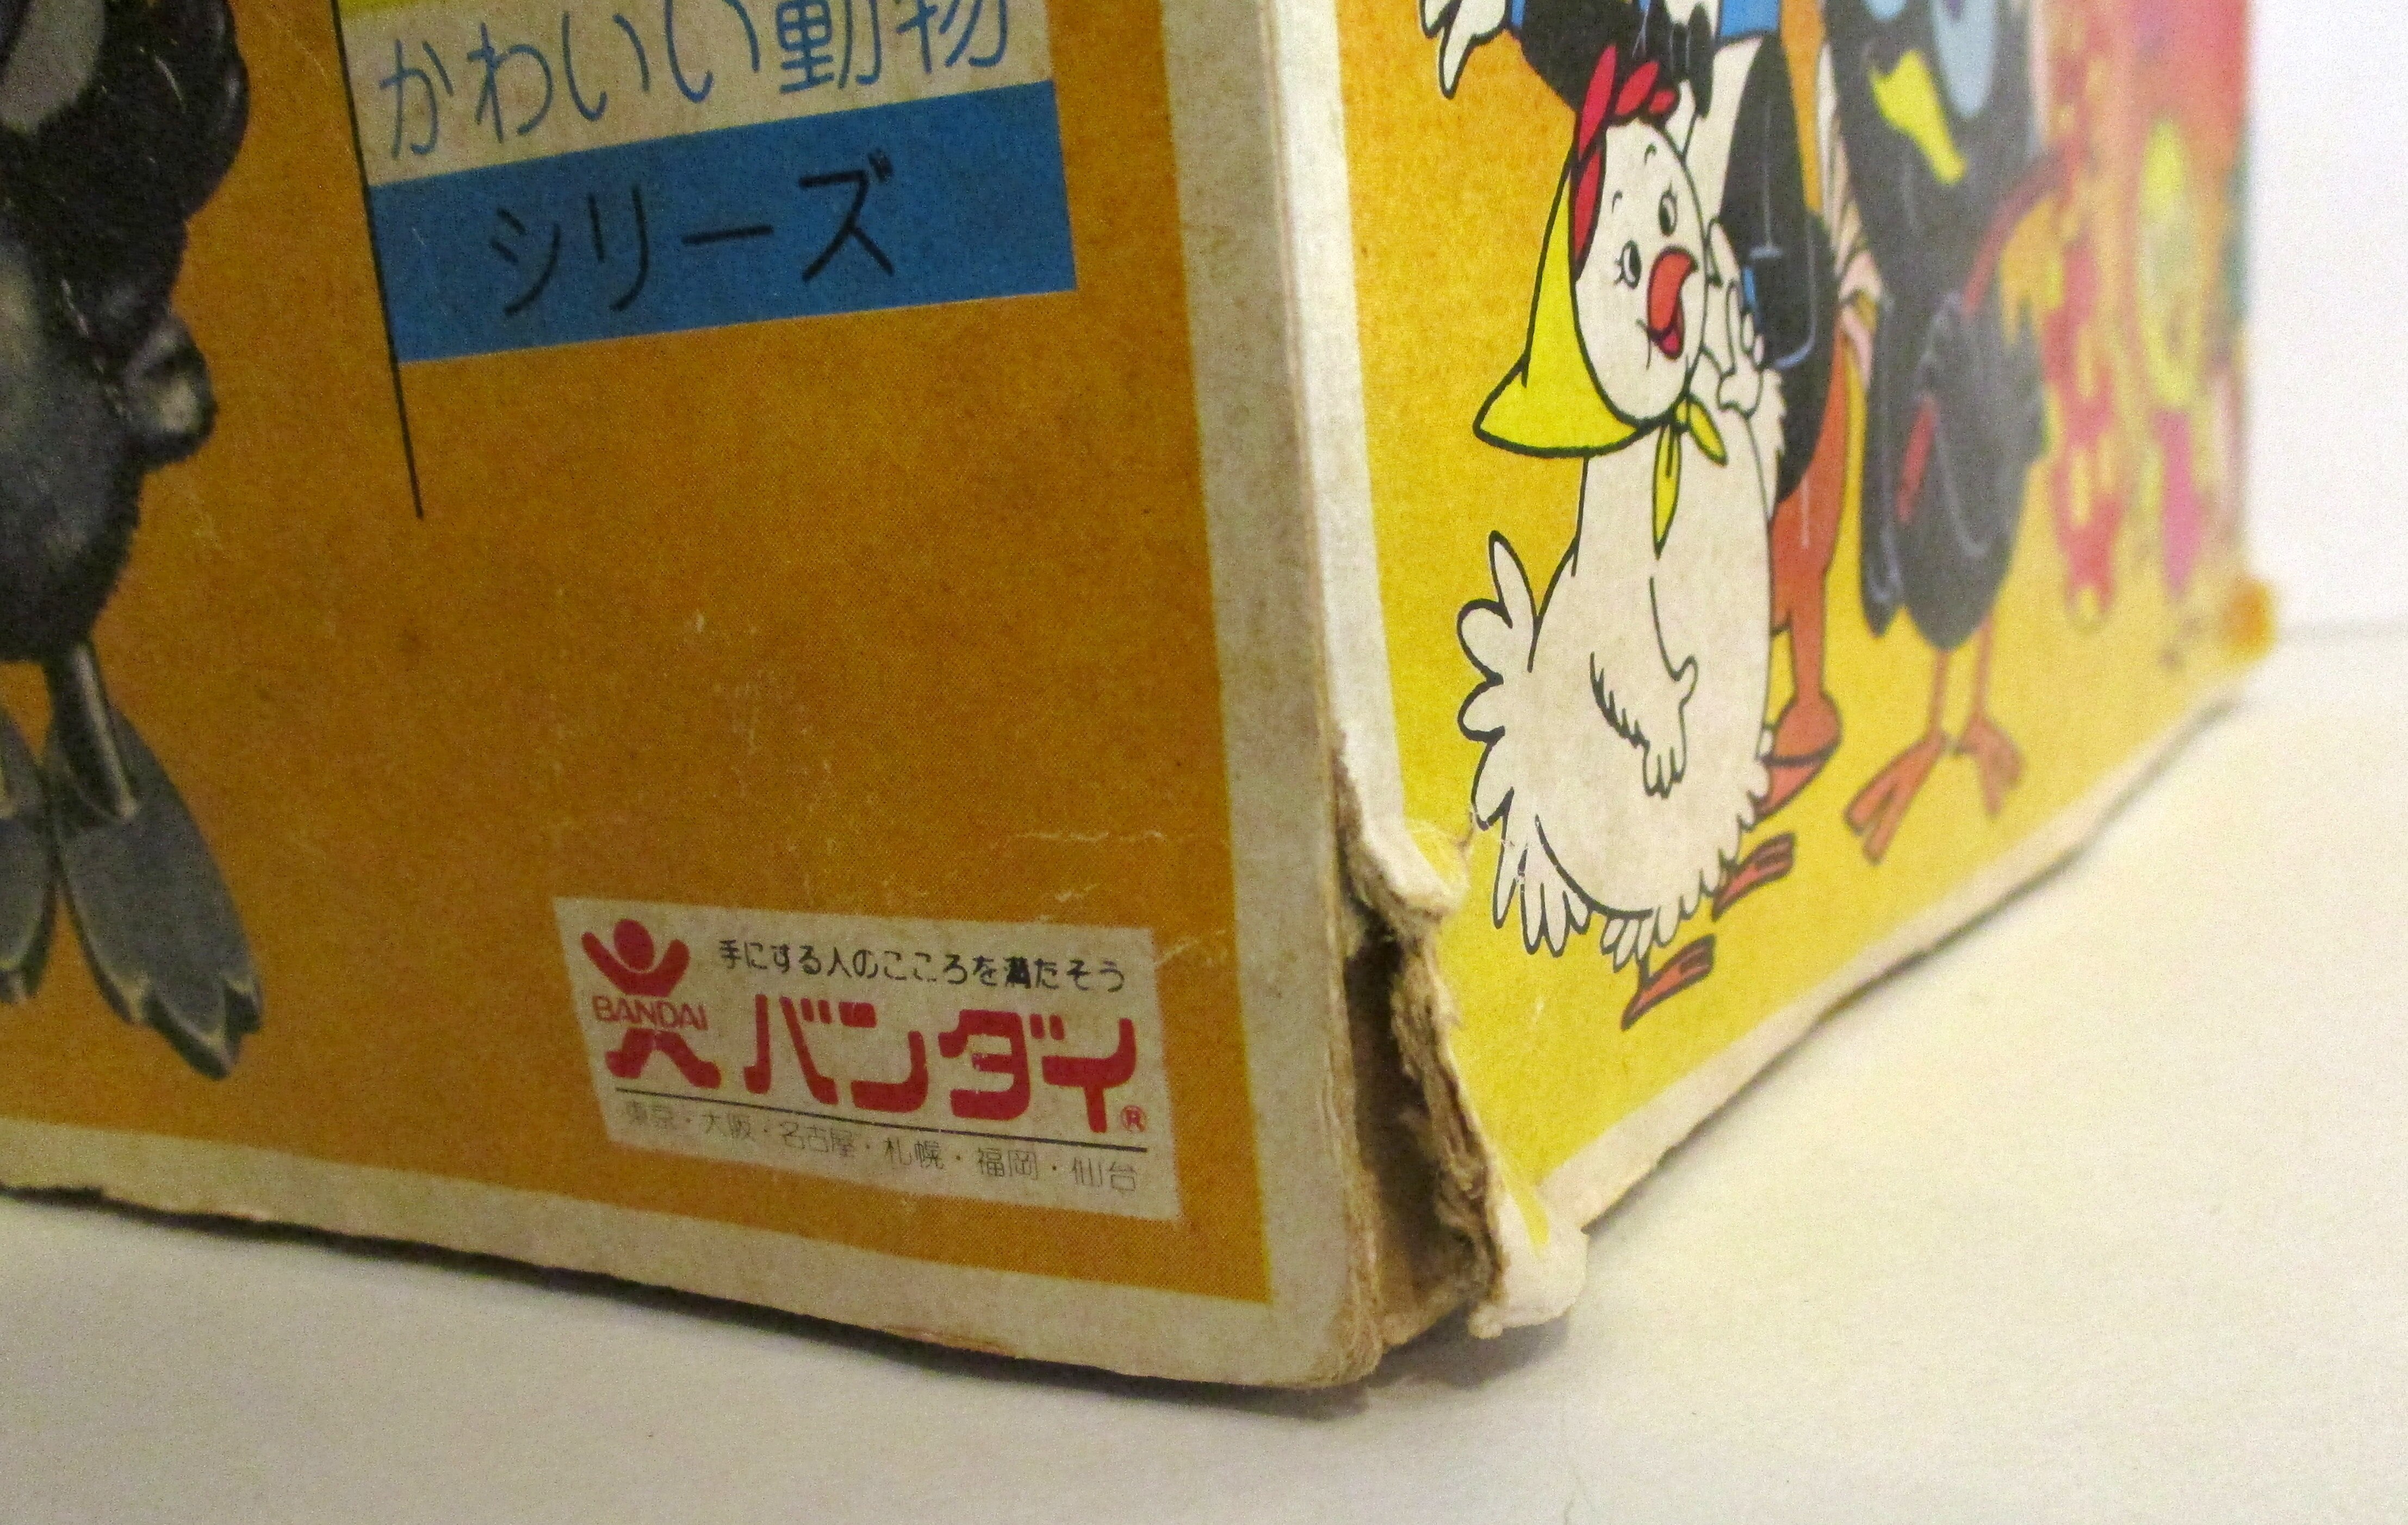 かわいい動物
シリーズ
手にする人のこころを満たそう
BANDAI
バンダイ®
東京・大阪・名古屋・札幌・福岡・仙台